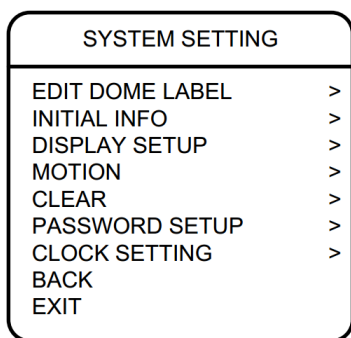 SYSTEM SETTING
EDIT DOME LABEL >
INITIAL INFO >
DISPLAY SETUP >
MOTION >
CLEAR >
PASSWORD SETUP >
CLOCK SETTING >
BACK
EXIT